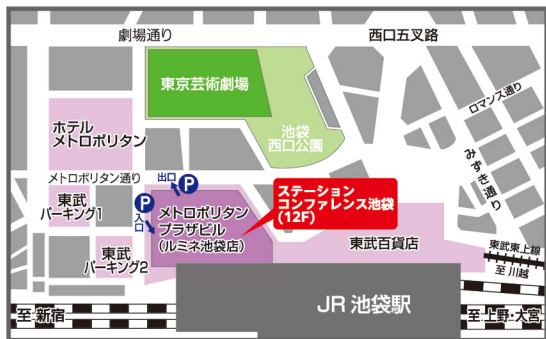 劇場通り
西口五叉路
東京芸術劇場
池袋
西口公園
ロマンス通り
みずき通り
ホテル
メトロポリタン
メトロポリタン通り
出口
P
東武
パーキング1
P
入口
メトロポリタン
プラザビル
(ルミネ池袋店)
ステーション
コンファレンス池袋
(12F)
東武百貨店
東武
パーキング2
東武東上線
至 川越
JR 池袋駅
至 新宿
至 上野・大宮